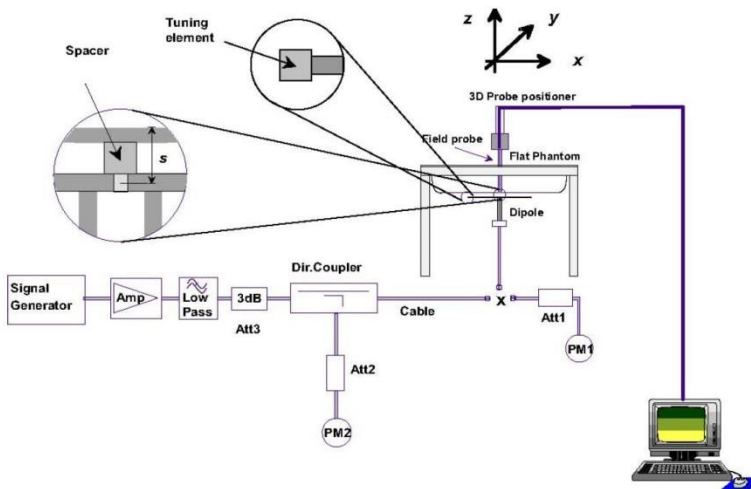 Tuning
element
Spacer
s
z
y
x
3D Probe positioner
Field probe
Flat Phantom
Dipole
Signal
Generator
Amp
Low
Pass
3dB
Att3
Dir.Coupler
Cable
x
Att1
PM1
Att2
PM2